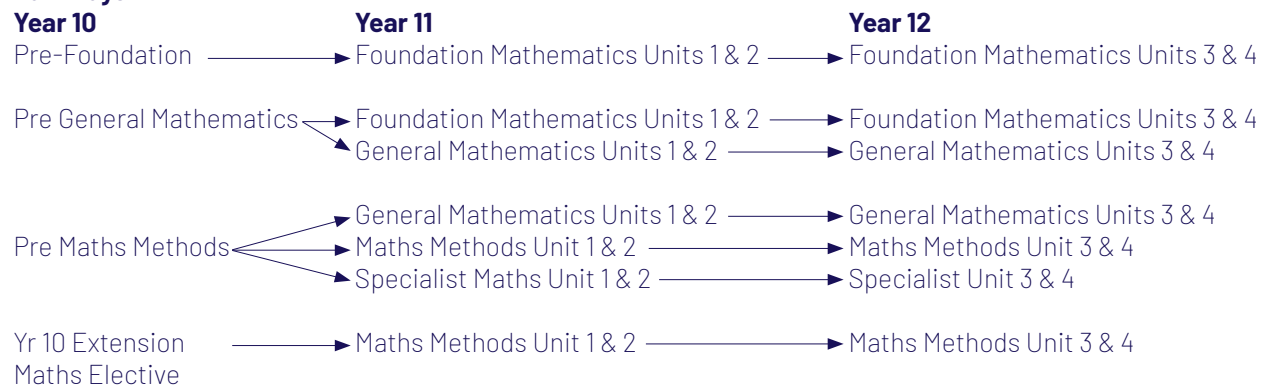 Year 10 Year 11 Year 12
Pre-Foundation Foundation Mathematics Units 1 & 2 Foundation Mathematics Units 3 & 4
Pre General Mathematics Foundation Mathematics Units 1 & 2 Foundation Mathematics Units 3 & 4
General Mathematics Units 1 & 2 General Mathematics Units 3 & 4
General Mathematics Units 1 & 2 General Mathematics Units 3 & 4
Pre Maths Methods Maths Methods Unit 1 & 2 Maths Methods Unit 3 & 4
Specialist Maths Unit 1 & 2 Specialist Unit 3 & 4
Yr 10 Extension Maths Methods Unit 1 & 2 Maths Methods Unit 3 & 4
Maths Elective